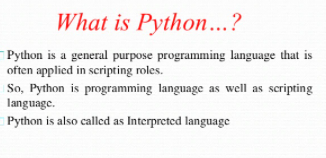 What is Python...?
Python is a general purpose programming language that is
often applied in scripting roles.
So, Python is programming language as well as scripting
language.
Python is also called as Interpreted language